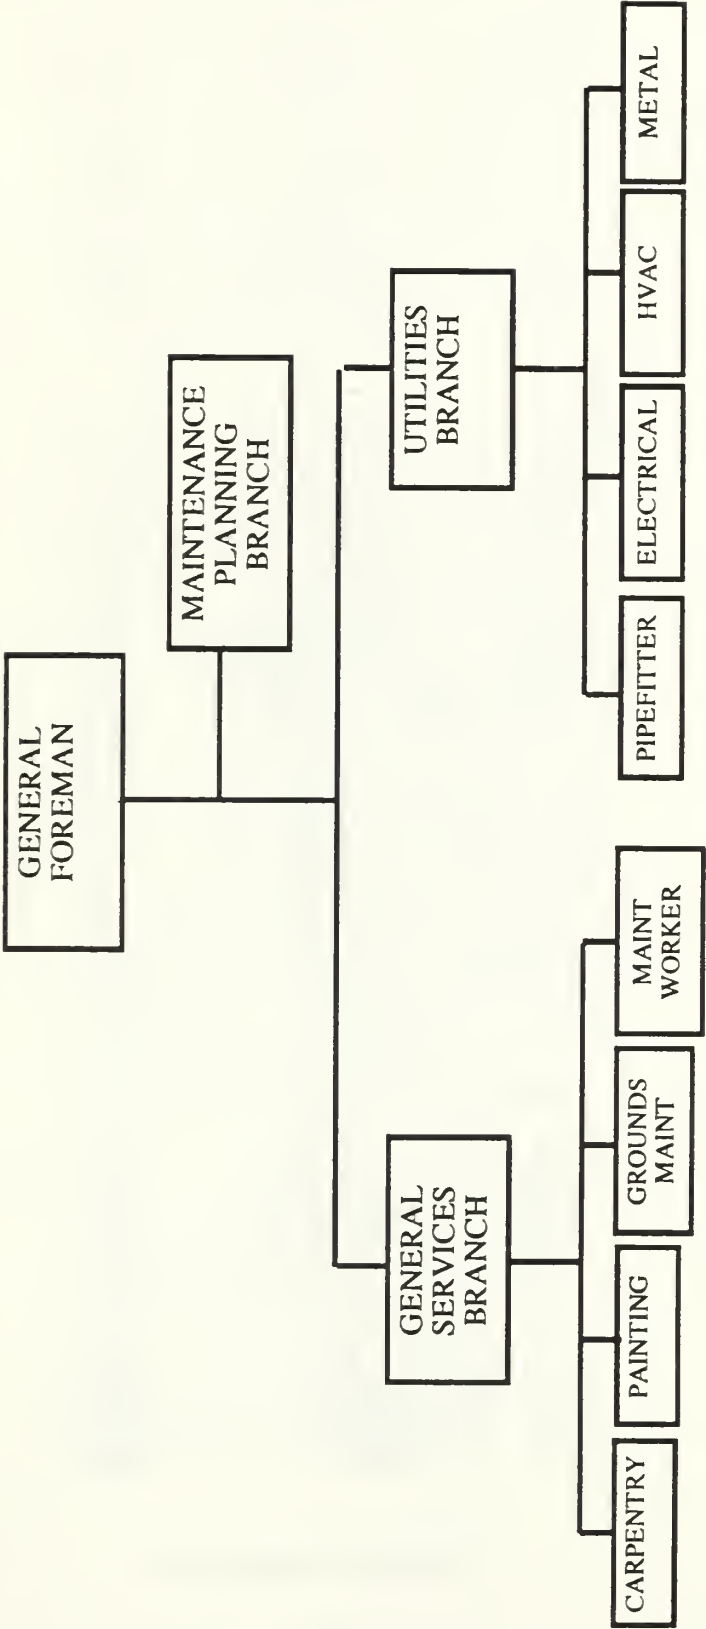 GENERAL
FOREMAN
MAINTENANCE
PLANNING
BRANCH
GENERAL
SERVICES
BRANCH
UTILITIES
BRANCH
CARPENTRY
PAINTING
GROUNDS
MAINT
MAINT
WORKER
PIPEFITTER
ELECTRICAL
HVAC
METAL